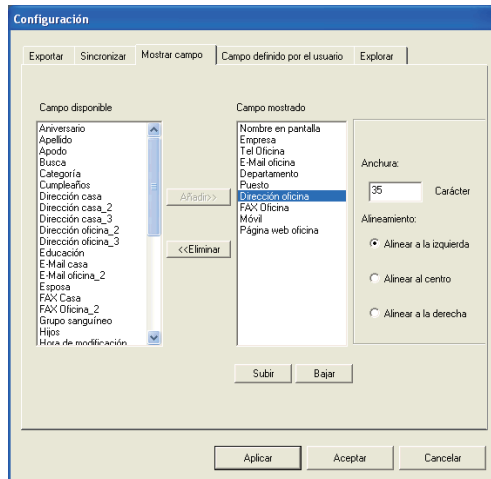 Configuración
Exportar Sincronizar Mostrar campo Campo definido por el usuario Explorar
Campo disponible
Aniversario
Apellido
Apodo
Busca
Categoría
Cumpleaños
Dirección casa
Dirección casa_2
Dirección casa_3
Dirección oficina_2
Dirección oficina_3
Educación
E-Mail casa
E-Mail oficina_2
Esposa
FAX Casa
FAX Oficina_2
Grupo sanguíneo
Hijos
Hora de modificación
Añadir>>
<<Eliminar
Campo mostrado
Nombre en pantalla
Empresa
Tel Oficina
E-Mail oficina
Departamento
Puesto
Dirección oficina
FAX Oficina
Móvil
Página web oficina
Subir Bajar
Anchura:
35 Carácter
Alineamiento:
Alinear a la izquierda
Alinear al centro
Alinear a la derecha
Aplicar Aceptar Cancelar